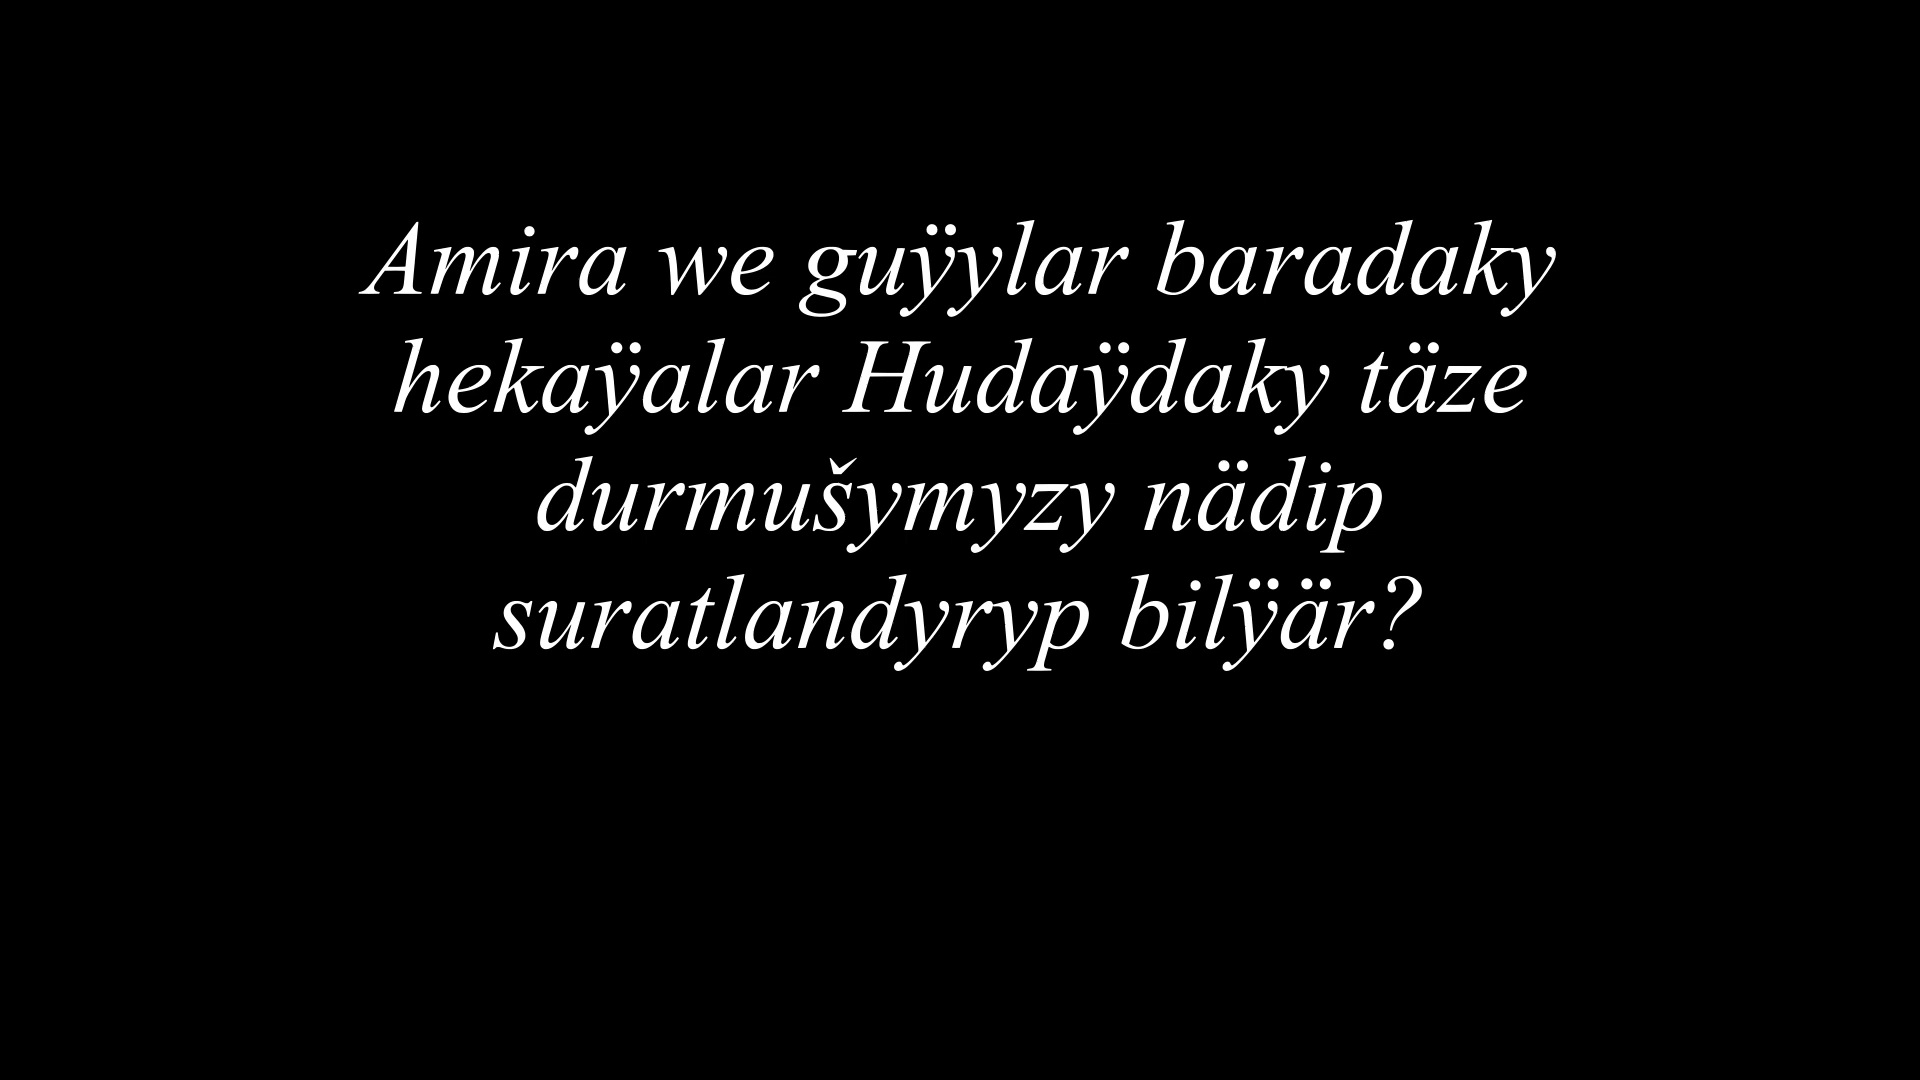 Amira we guÿylar baradaky
hekaÿalar Hudaÿdaky täze
durmušymyzy nädip
suratlandyryp bilÿär?